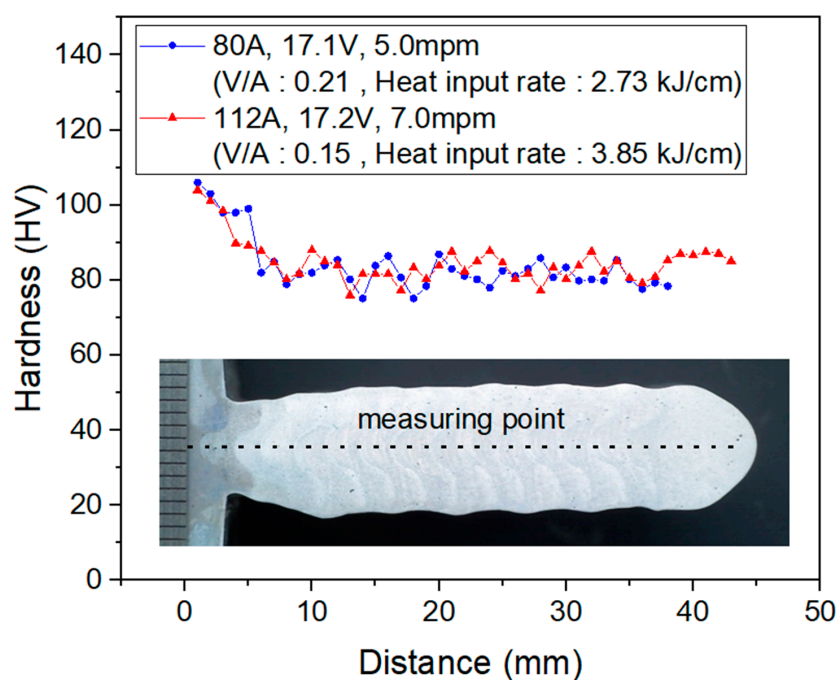 80A, 17.1V, 5.0mpm
(V/A : 0.21 , Heat input rate : 2.73 kJ/cm)
112A, 17.2V, 7.0mpm
(V/A : 0.15 , Heat input rate : 3.85 kJ/cm)
Hardness (HV)
140
120
100
80
60
40
20
0
measuring point
0 10 20 30 40 50
Distance (mm)